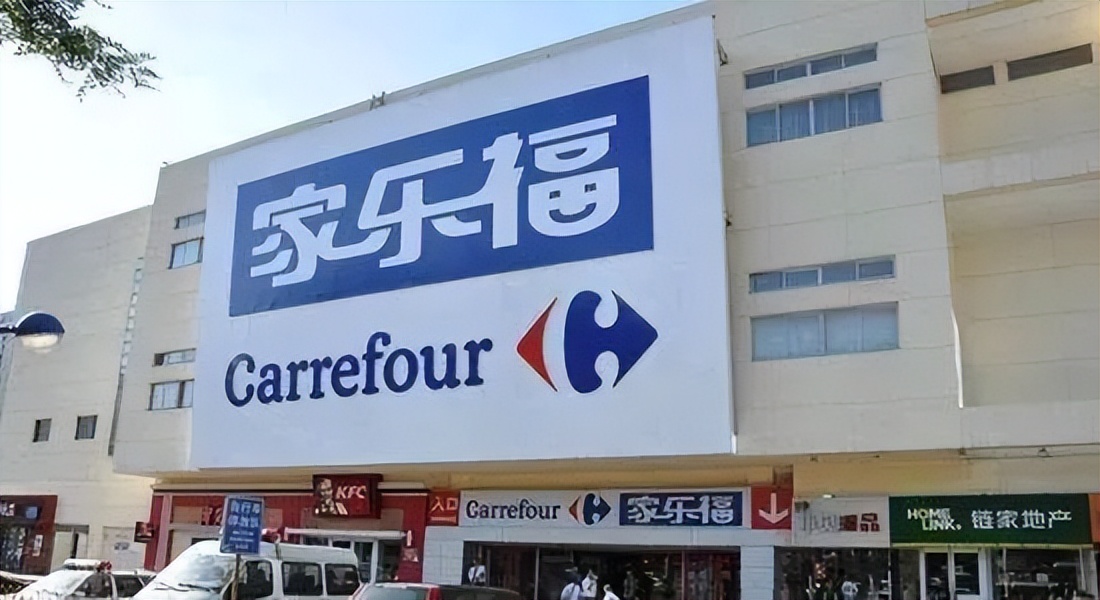 家乐福
Carrefour
KFC
入口
Carrefour 家乐福
HOME LINK. 链家地产